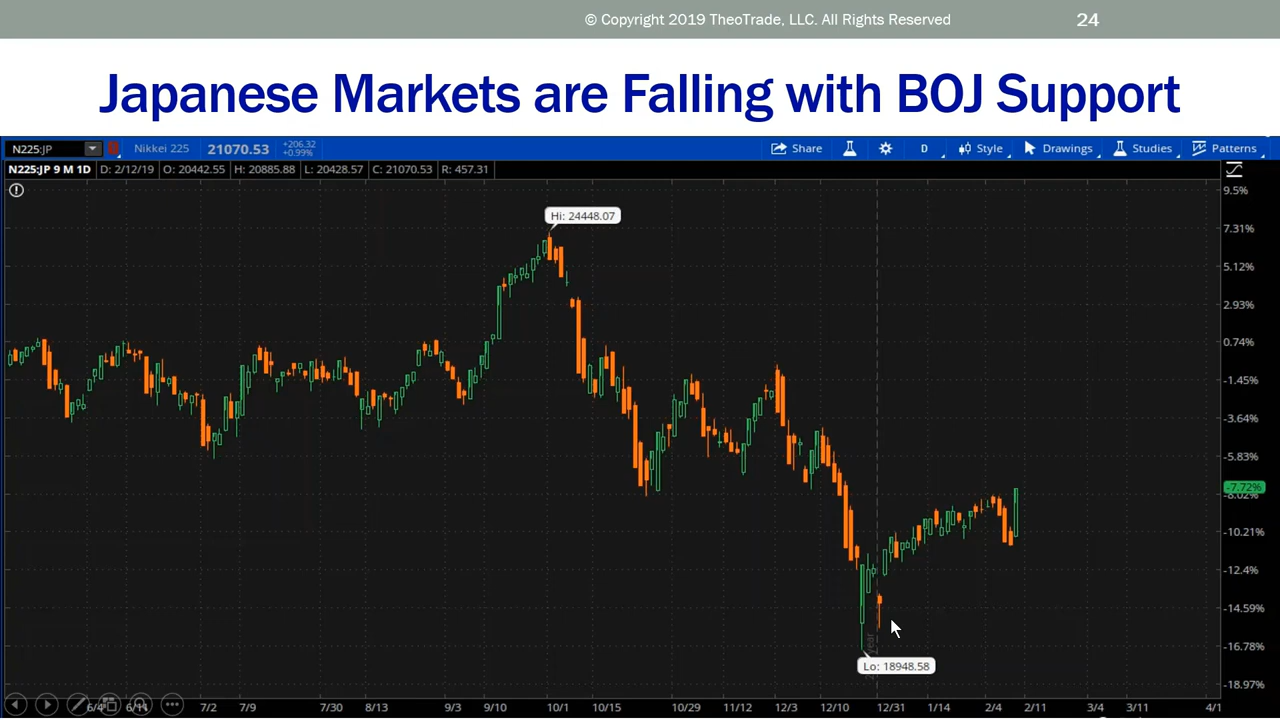 © Copyright 2019 TheoTrade, LLC. All Rights Reserved 24
Japanese Markets are Falling with BOJ Support
N225:JP Nikkei 225 21070.53 +206.32 +0.99% Share D Style Drawings Studies Patterns
N225:JP 9 M 1D D: 2/12/19 O: 20442.55 H: 20885.88 L: 20428.57 C: 21070.53 R: 457.31
9.5%
Hi: 24448.07
7.31%
5.12%
2.93%
0.74%
-1.45%
-3.64%
-5.83%
-7.72%
-8.02%
-10.21%
-12.4%
-14.59%
-16.78%
Lo: 18948.58
-18.97%
6/4 6/11 7/2 7/9 7/30 8/13 9/3 9/10 10/1 10/15 10/29 11/12 12/3 12/10 12/31 1/14 2/4 2/11 3/4 3/11 4/1